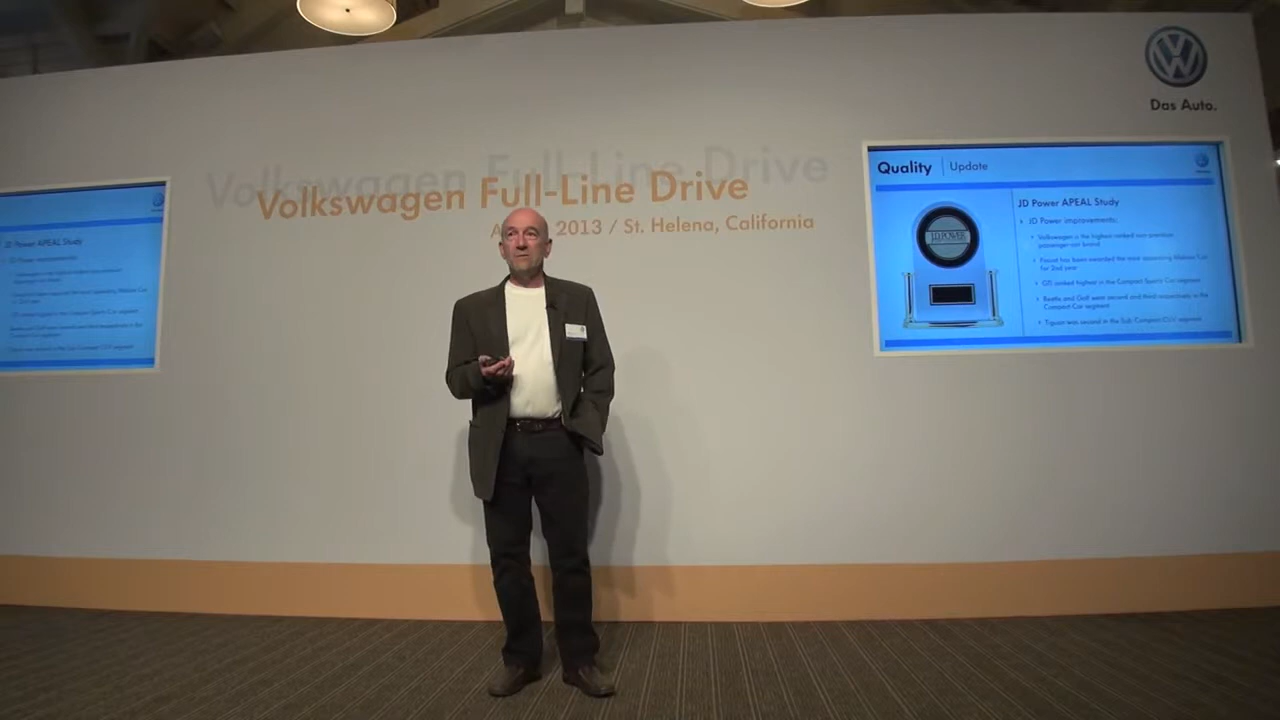 Das Auto.
Volkswagen Full-Line Drive
2013 / St. Helena, California
Quality | Update
JD Power APEAL Study
JD Power improvements:
Volkswagen is the highest ranked non premium
passenger-car brand
Passat has been awarded the most appealing Midsize Car
for 2nd year
GTI ranked highest in the Compact Sporty Car segment
Beetle and Golf were second and third respectively in the
Compact Car segment
Tiguan was second in the Sub Compact CUV segment
J.D. POWER
JD Power APEAL Study
JD Power improvements: